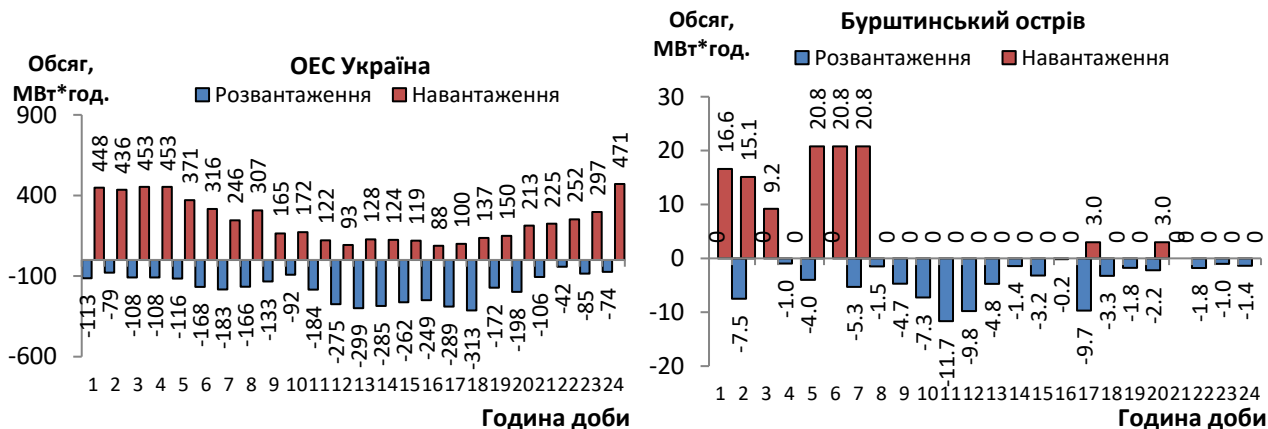 Обсяг,
МВт*год.
ОЕС Україна
Розвантаження Навантаження
900
400
-100
-600
448 436 453 453 371 316 246 307 165 172 122 93 128 124 119 88 100 137 150 213 225 252 297 471
-113 -79 -108 -108 -116 -168 -183 -166 -133 -92 -184 -275 -299 -285 -262 -249 -289 -313 -172 -198 -106 -42 -85 -74
1 2 3 4 5 6 7 8 9 10 11 12 13 14 15 16 17 18 19 20 21 22 23 24
Година доби
Обсяг,
МВт*год.
Бурштинський острів
Розвантаження Навантаження
30
20
10
0
-10
-20
16.6 15.1 9.2 0 20.8 20.8 20.8 0 0 0 0 0 0 0 0 0 3.0 0 0 3.0 0 0 0 0
0 -7.5 0 -1.0 -4.0 0 -5.3 -1.5 -4.7 -7.3 -11.7 -9.8 -4.8 -1.4 -3.2 -0.2 -9.7 -3.3 -1.8 -2.2 0 -1.8 -1.0 -1.4
1 2 3 4 5 6 7 8 9 10 11 12 13 14 15 16 17 18 19 20 21 22 23 24
Година доби